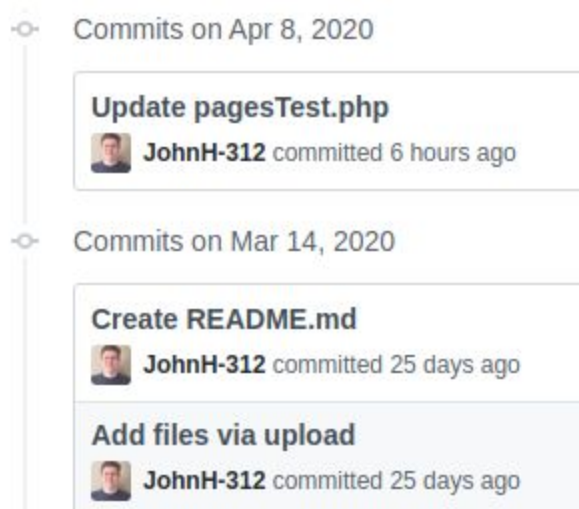 Commits on Apr 8, 2020
Update pagesTest.php
JohnH-312 committed 6 hours ago
Commits on Mar 14, 2020
Create README.md
JohnH-312 committed 25 days ago
Add files via upload
JohnH-312 committed 25 days ago